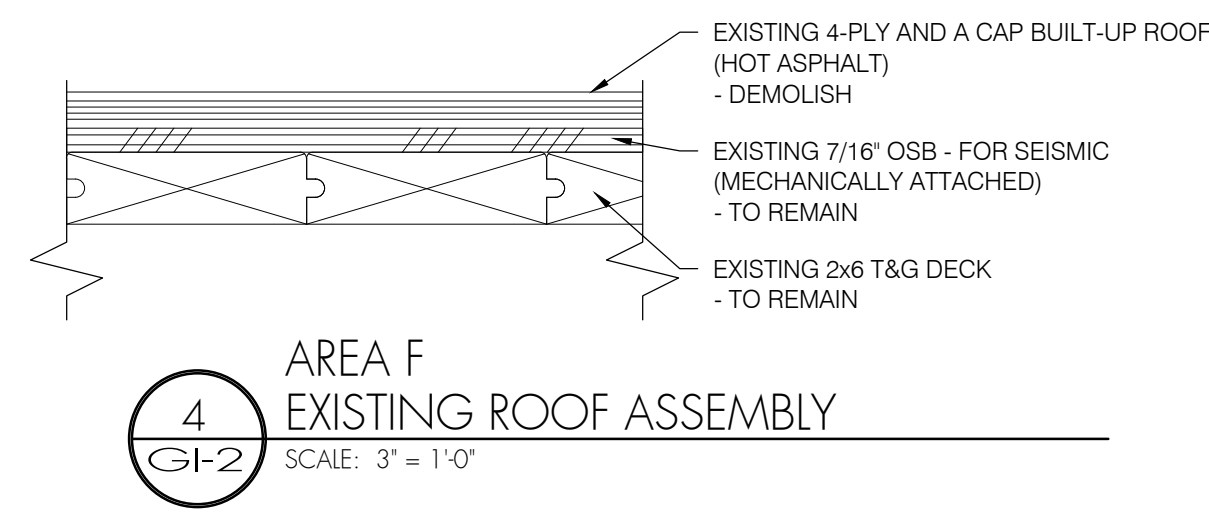 EXISTING 4-PLY AND A CAP BUILT-UP ROOF
(HOT ASPHALT)
- DEMOLISH
EXISTING 7/16" OSB - FOR SEISMIC
(MECHANICALLY ATTACHED)
- TO REMAIN
EXISTING 2x6 T&G DECK
- TO REMAIN
AREA F
4
EXISTING ROOF ASSEMBLY
GI-2
SCALE: 3" = 1'-0"